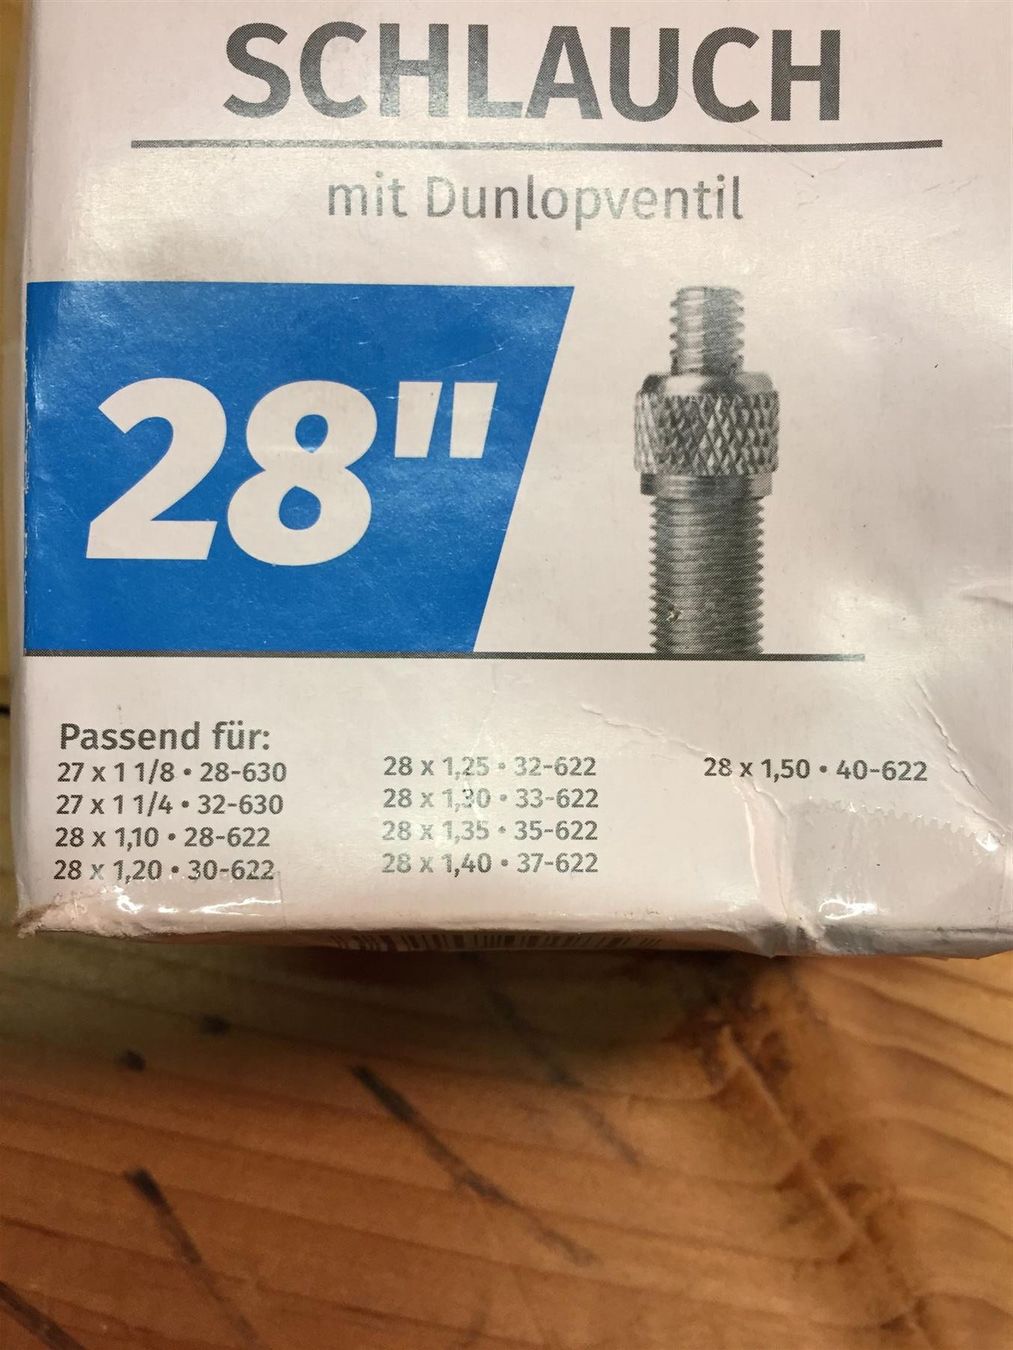 SCHLAUCH
mit Dunlopventil
28"
Passend für:
27 x 1 1/8 • 28-630
27 x 1 1/4 • 32-630
28 x 1,10 • 28-622
28 x 1,20 • 30-622
28 x 1,25 • 32-622
28 x 1,30 • 33-622
28 x 1,35 • 35-622
28 x 1,40 • 37-622
28 x 1,50 • 40-622